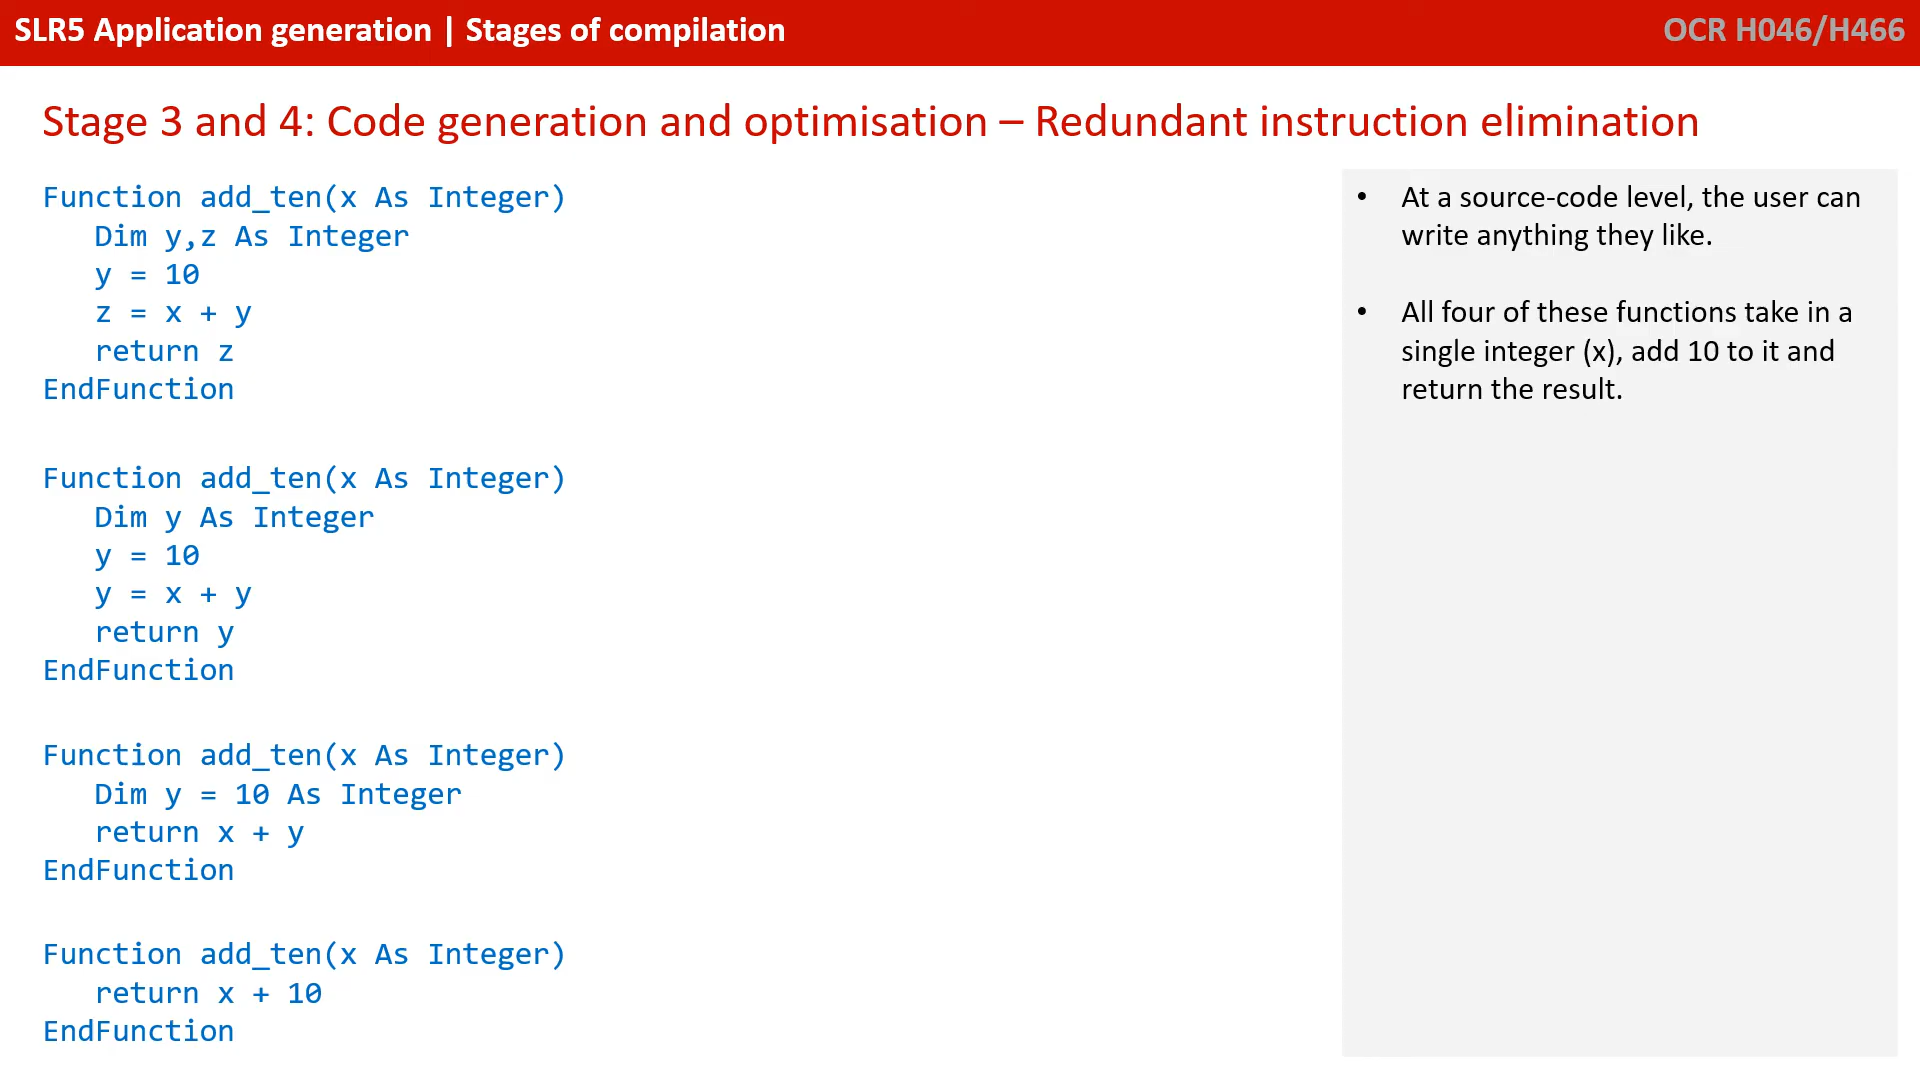 SLR5 Application generation | Stages of compilation
OCR H046/H466
Stage 3 and 4: Code generation and optimisation – Redundant instruction elimination
Function add_ten(x As Integer)
   Dim y,z As Integer
   y = 10
   z = x + y
   return z
EndFunction
Function add_ten(x As Integer)
   Dim y As Integer
   y = 10
   y = x + y
   return y
EndFunction
Function add_ten(x As Integer)
   Dim y = 10 As Integer
   return x + y
EndFunction
Function add_ten(x As Integer)
   return x + 10
EndFunction
• At a source-code level, the user can
write anything they like.
• All four of these functions take in a
single integer (x), add 10 to it and
return the result.